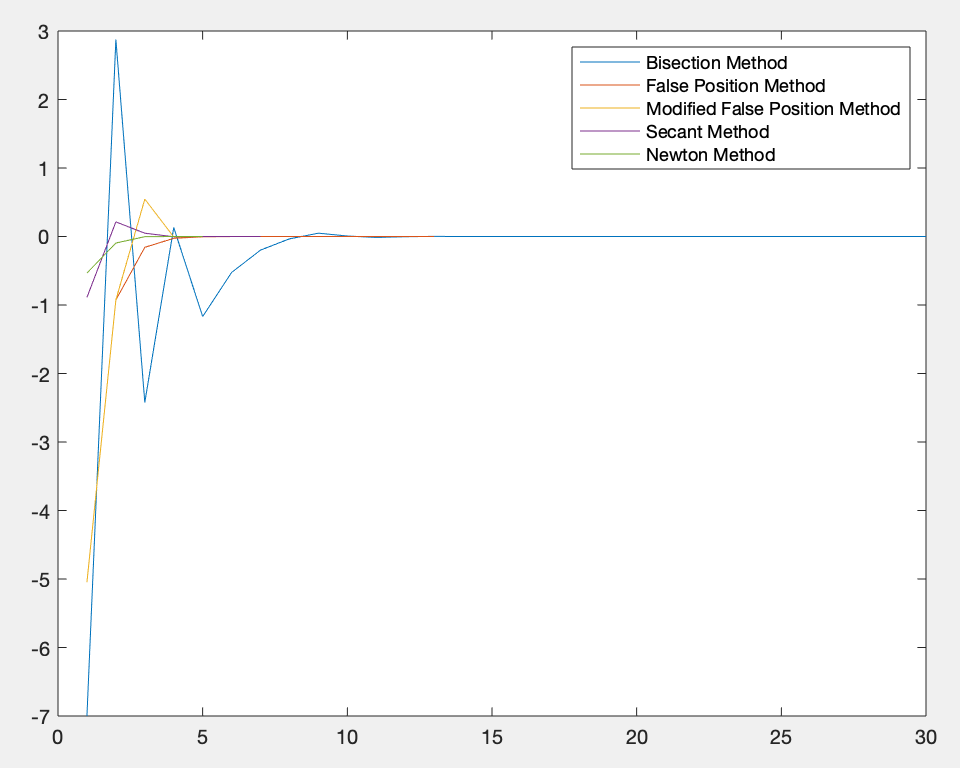 3
2
1
0
-1
-2
-3
-4
-5
-6
-7
0 5 10 15 20 25 30
Bisection Method
False Position Method
Modified False Position Method
Secant Method
Newton Method